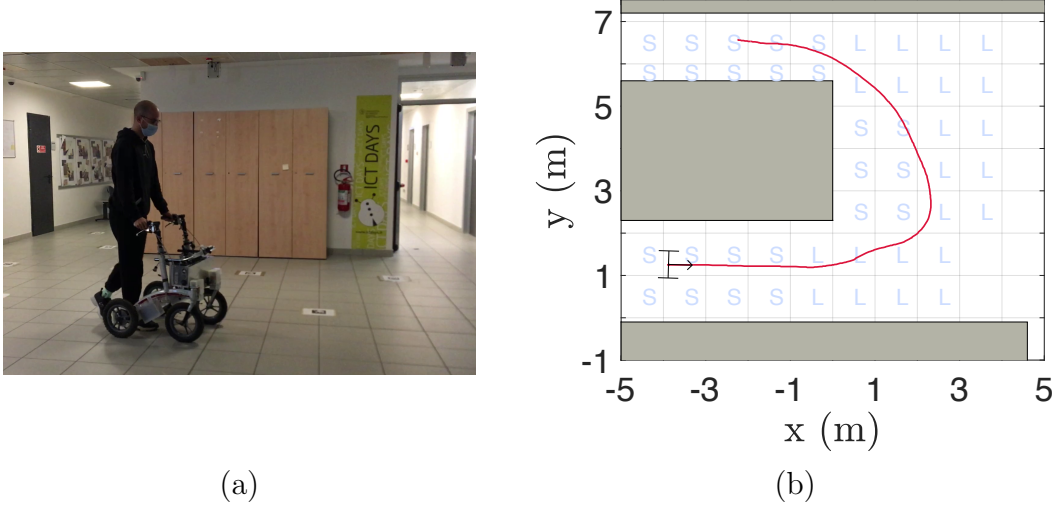 ICT DAYS
(a)
7
5
3
1
-1
y (m)
S S S S S L L L L
S S S S S
L L L L
S S L L
S S L L
S S L L
S S S S L L L L
S S S S L L L L
-5 -3 -1 1 3 5
x (m)
(b)